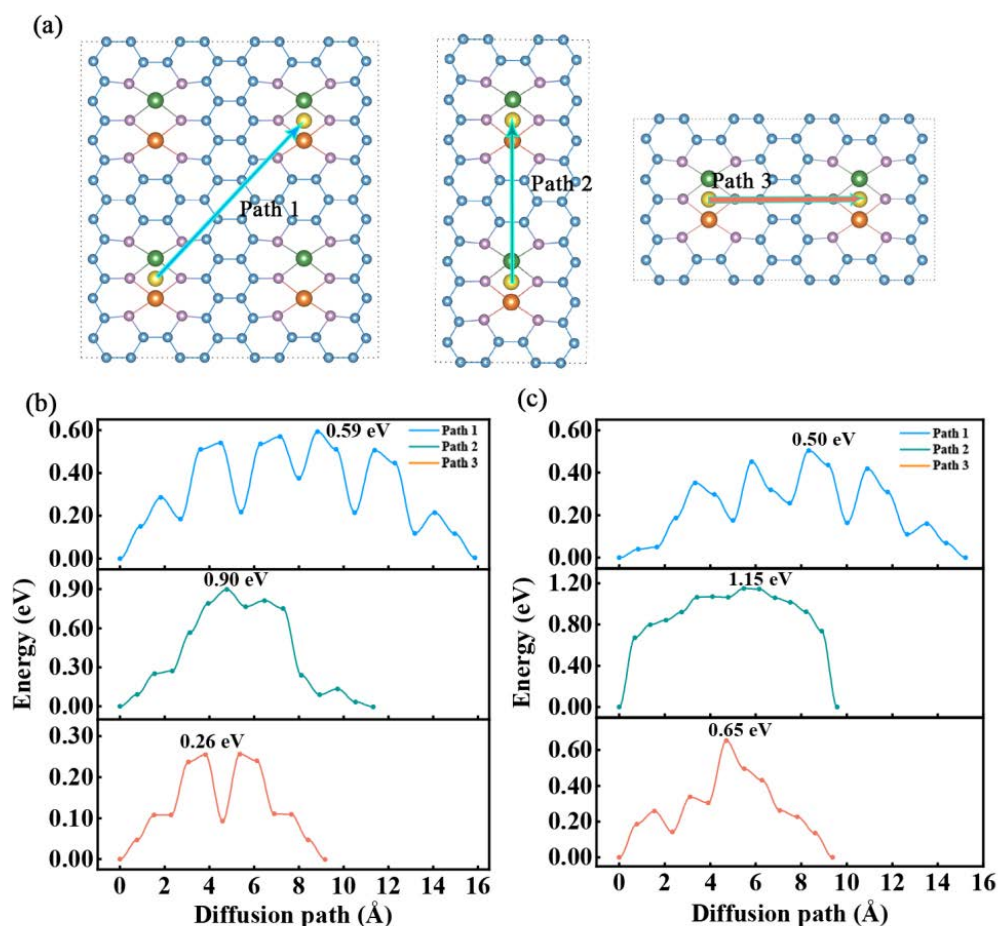 (a)
Path 1
Path 2
Path 3
(b)
0.60
0.40
0.20
0.00
0.59 eV
Path 1
Path 2
Path 3
0.90
0.60
0.30
0.00
0.90 eV
Energy (eV)
0.30
0.20
0.10
0.00
0.26 eV
0 2 4 6 8 10 12 14 16
Diffusion path (Å)
(c)
0.60
0.40
0.20
0.00
0.50 eV
Path 1
Path 2
Path 3
1.20
0.80
0.40
0.00
1.15 eV
Energy (eV)
0.60
0.40
0.20
0.00
0.65 eV
0 2 4 6 8 10 12 14 16
Diffusion path (Å)